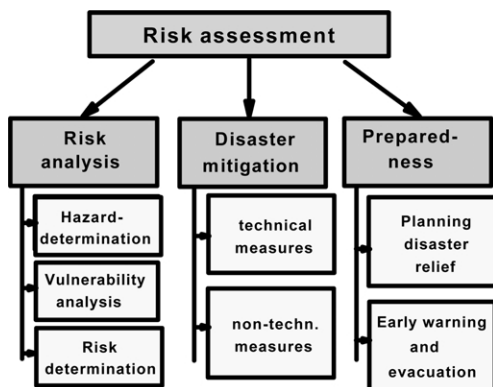 Risk assessment
Risk
analysis
Hazard-
determination
Vulnerability
analysis
Risk
determination
Disaster
mitigation
technical
measures
non-techn.
measures
Prepared-
ness
Planning
disaster
relief
Early warning
and
evacuation